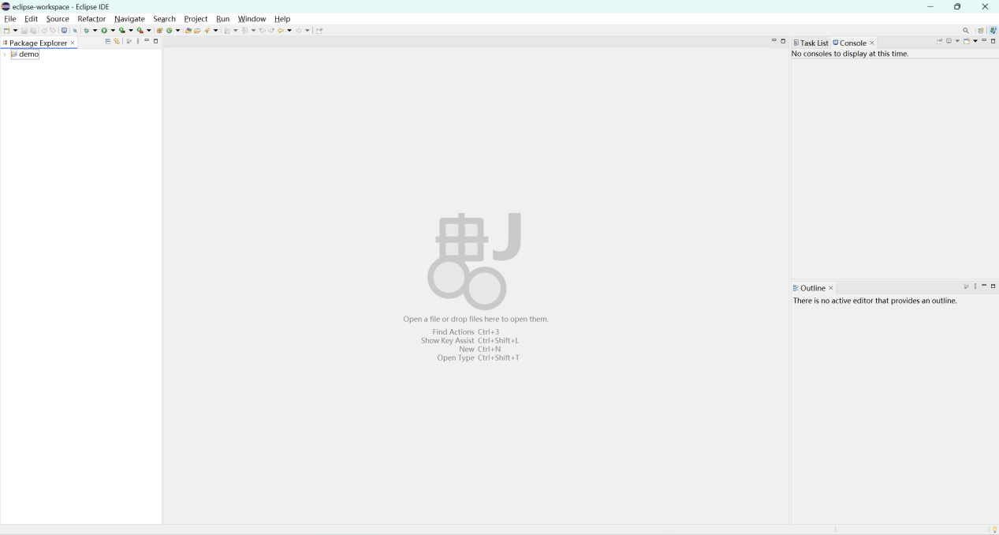 eclipse-workspace - Eclipse IDE
File Edit Source Refactor Navigate Search Project Run Window Help
Package Explorer
demo
Open a file or drop files here to open them.
Find Actions Ctrl+3
Show Key Assist Ctrl+Shift+L
New Ctrl+N
Open Type Ctrl+Shift+T
Task List Console
No consoles to display at this time.
Outline
There is no active editor that provides an outline.